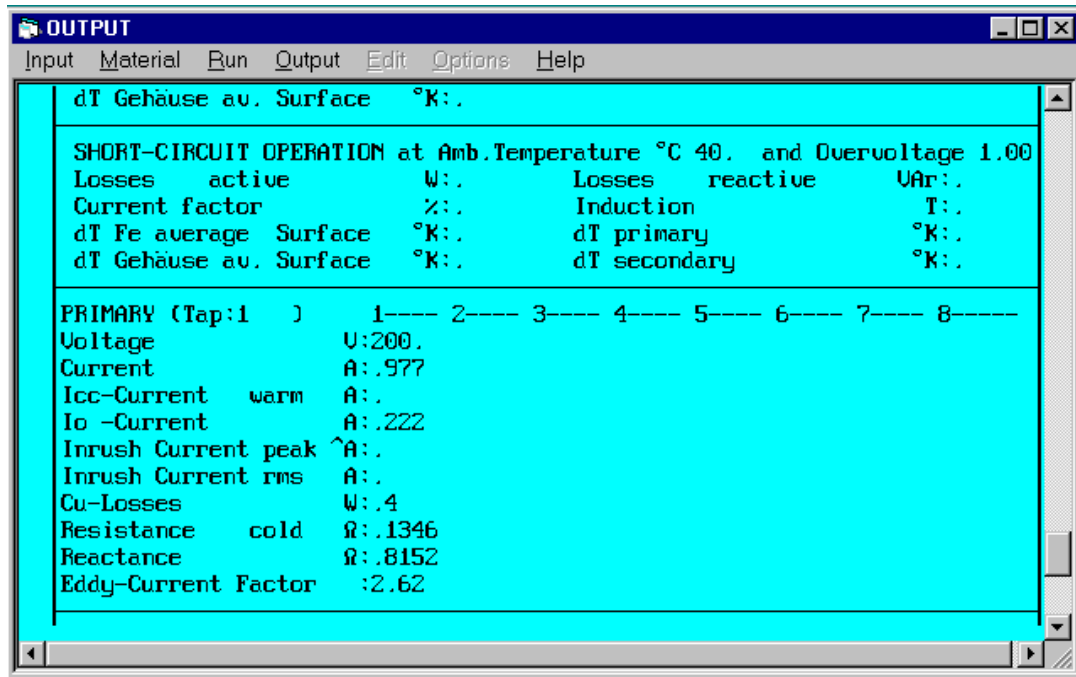 OUTPUT
Input Material Run Output Edit Options Help
dT Gehäuse av. Surface °K:.
SHORT-CIRCUIT OPERATION at Amb.Temperature °C 40. and Overvoltage 1.00
Losses active W:. Losses reactive VAr:.
Current factor %:. Induction T:.
dT Fe average Surface °K:. dT primary °K:.
dT Gehäuse av. Surface °K:. dT secondary °K:.
PRIMARY (Tap:1 ) 1---- 2---- 3---- 4---- 5---- 6---- 7---- 8-----
Voltage V:200.
Current A:.977
Icc-Current warm A:.
Io -Current A:.222
Inrush Current peak ^A:.
Inrush Current rms A:.
Cu-Losses W:.4
Resistance cold Ω:.1346
Reactance Ω:.8152
Eddy-Current Factor :2.62